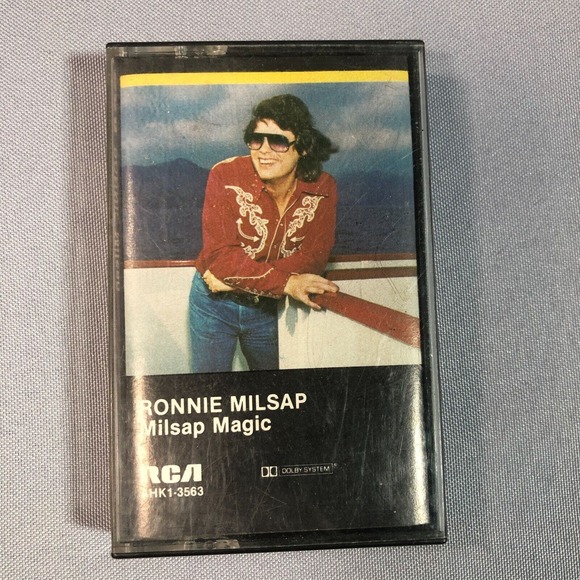 RONNIE MILSAP
Milsap Magic
RCA
AHK1-3563
DOLBY SYSTEM